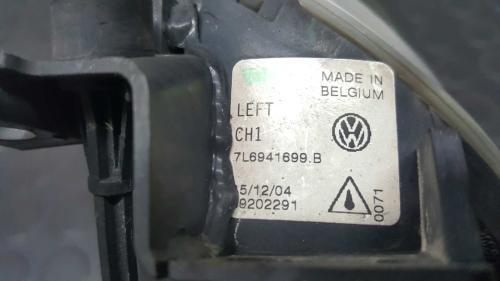 MADE IN
BELGIUM
LEFT
CH1
7L6941699.B
5/12/04
9202291
0071